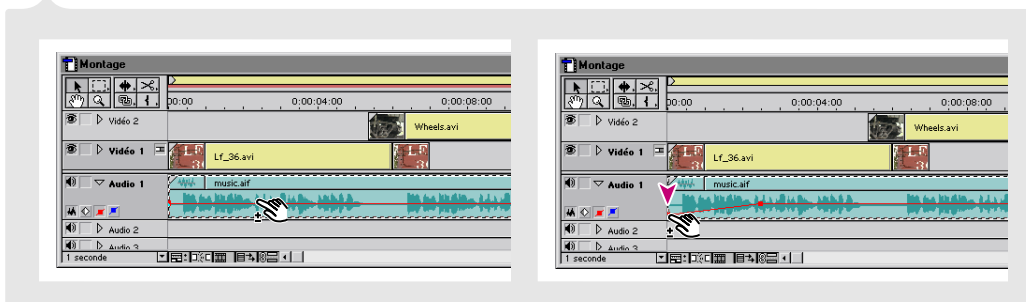 Montage
00:00 0:00:04:00 0:00:08:00
Vidéo 2
Wheels.avi
Vidéo 1
Lf_36.avi
Audio 1
music.aif
Audio 2
Audio 3
1 seconde
Montage
00:00 0:00:04:00 0:00:08:00
Vidéo 2
Wheels.avi
Vidéo 1
Lf_36.avi
Audio 1
music.aif
Audio 2
Audio 3
1 seconde